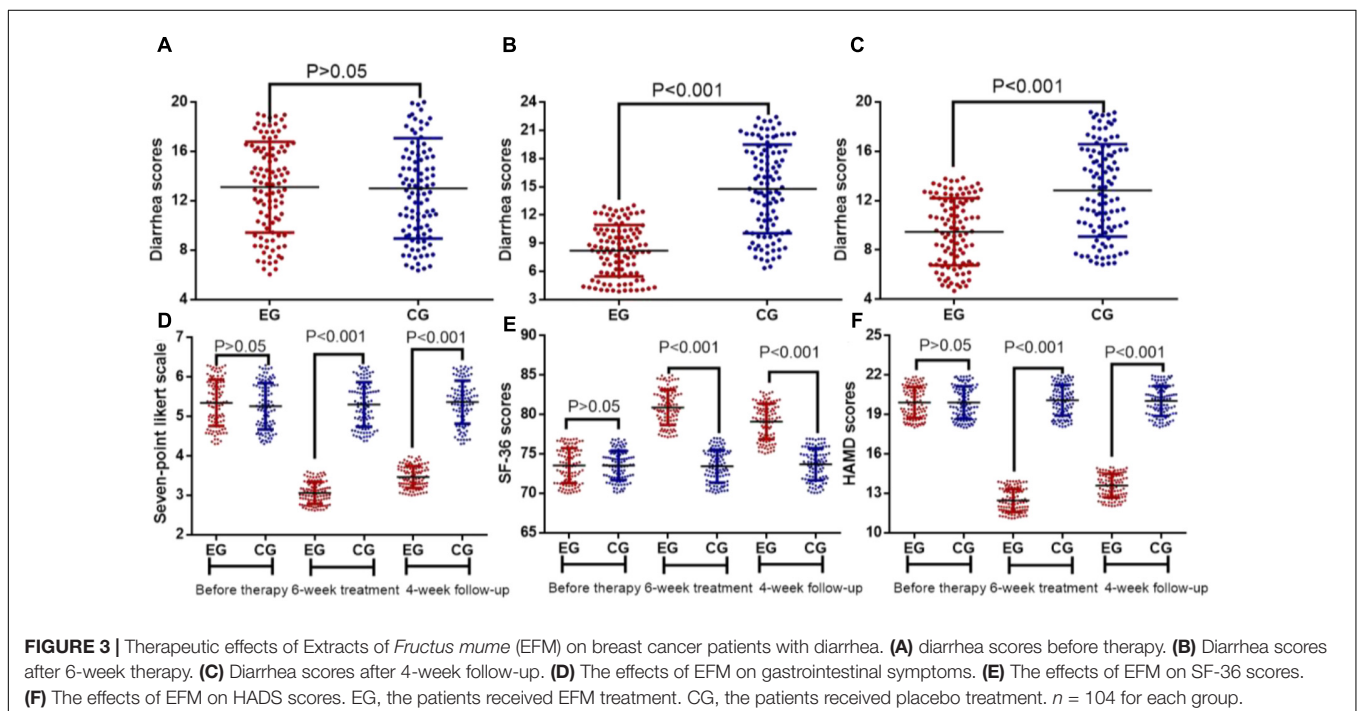 A
B
C
P>0.05
P<0.001
P<0.001
Diarrhea scores
20
16
12
8
4
EG
CG
Diarrhea scores
24
21
18
15
12
9
6
3
EG
CG
Diarrhea scores
20
16
12
8
4
EG
CG
D
Seven-point likert scale
7
6
5
4
3
2
P>0.05
P<0.001
P<0.001
EG CG EG CG EG CG
Before therapy 6-week treatment 4-week follow-up
E
SF-36 scores
90
85
80
75
70
65
P>0.05
P<0.001
P<0.001
EG CG EG CG EG CG
Before therapy 6-week treatment 4-week follow-up
F
HAMD scores
25
22
19
16
13
10
P>0.05
P<0.001
P<0.001
EG CG EG CG EG CG
Before therapy 6-week treatment 4-week follow-up
FIGURE 3 | Therapeutic effects of Extracts of Fructus mume (EFM) on breast cancer patients with diarrhea. (A) diarrhea scores before therapy. (B) Diarrhea scores
after 6-week therapy. (C) Diarrhea scores after 4-week follow-up. (D) The effects of EFM on gastrointestinal symptoms. (E) The effects of EFM on SF-36 scores.
(F) The effects of EFM on HADS scores. EG, the patients received EFM treatment. CG, the patients received placebo treatment. n = 104 for each group.